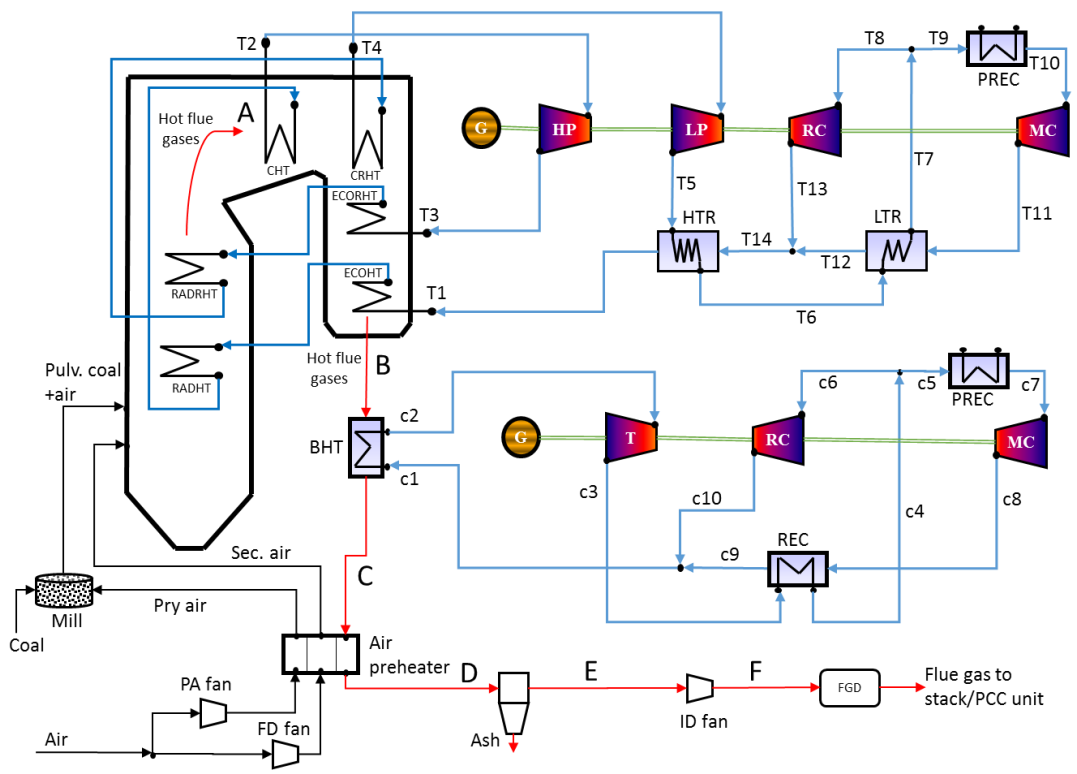 T2
T4
T8
T9
PREC
T10
A
Hot flue
gases
CHT
CRHT
G
HP
LP
RC
MC
ECORHT
T3
T5
T13
T7
T11
HTR
LTR
T14
T12
T6
RADRHT
ECOHT
T1
RADHT
Hot flue
gases
B
Pulv. coal
+air
BHT
c2
c1
G
T
RC
MC
c6
c5
PREC
c7
c3
c10
c4
c8
REC
c9
Sec. air
C
Mill
Pry air
Coal
Air
preheater
PA fan
FD fan
Air
D
E
F
Ash
ID fan
FGD
Flue gas to
stack/PCC unit